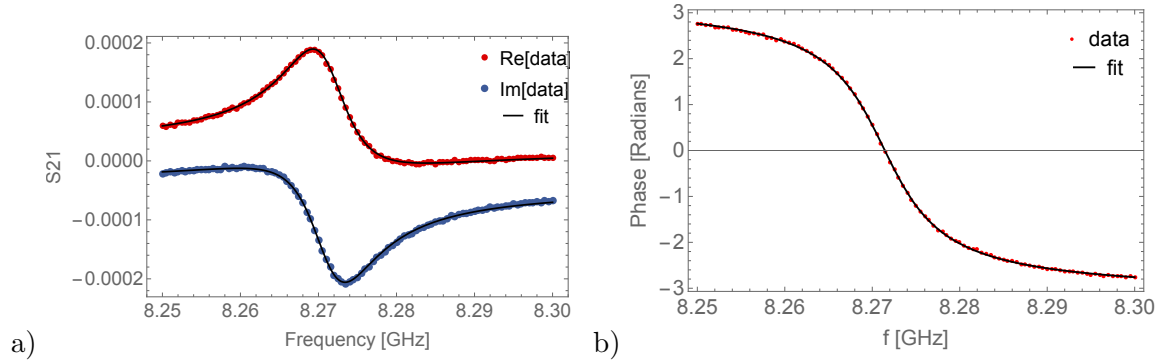 0.0002
0.0001
0.0000
−0.0001
−0.0002
S21
Re[data]
Im[data]
fit
8.25 8.26 8.27 8.28 8.29 8.30
Frequency [GHz]
a)
3
2
1
0
−1
−2
−3
Phase [Radians]
data
fit
8.25 8.26 8.27 8.28 8.29 8.30
f [GHz]
b)